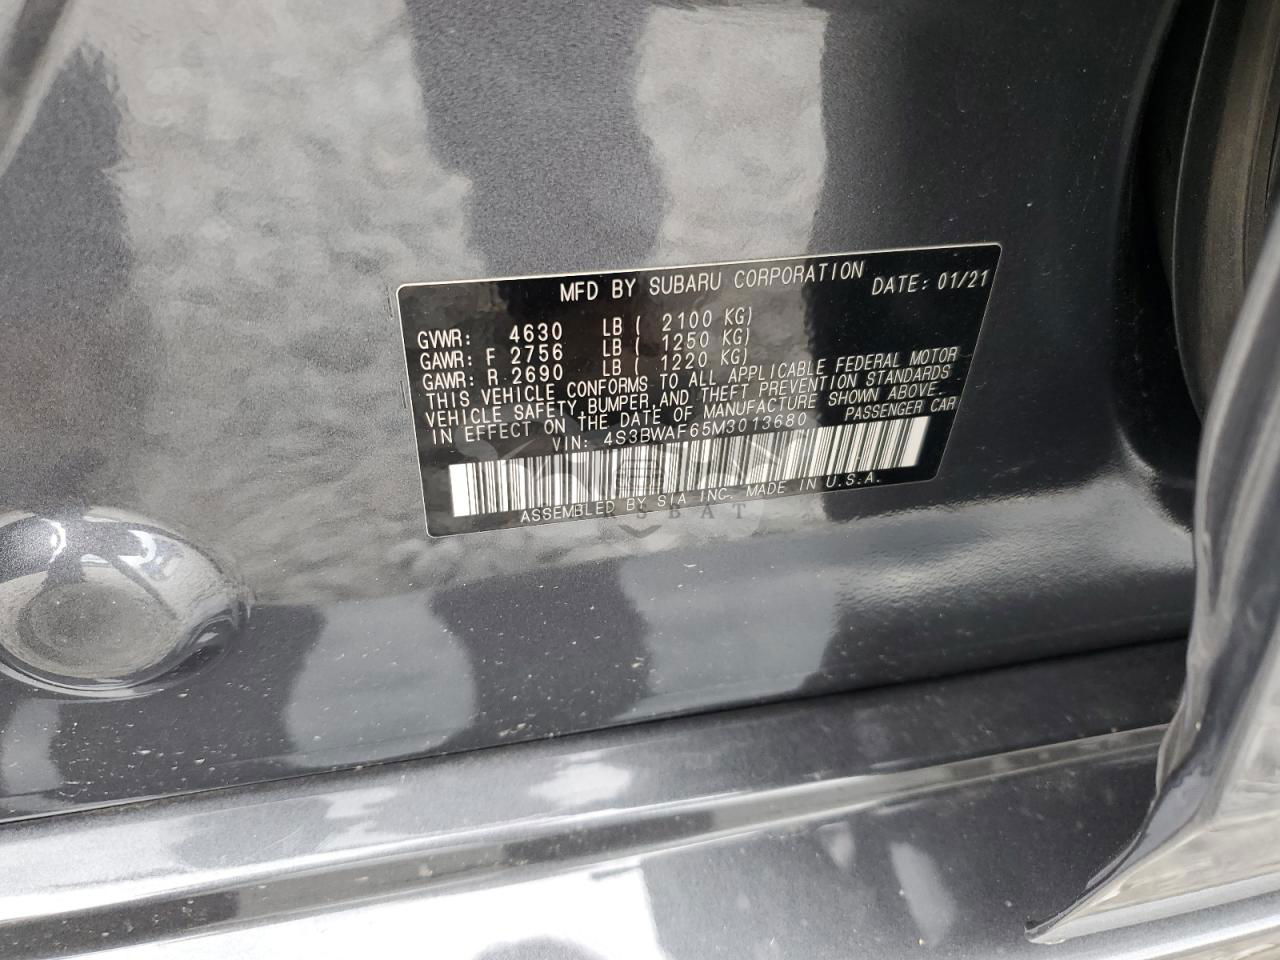 MFD BY SUBARU CORPORATION DATE: 01/21
GVWR: 4630 LB ( 2100 KG)
GAWR: F 2756 LB ( 1250 KG)
GAWR: R 2690 LB ( 1220 KG)
THIS VEHICLE CONFORMS TO ALL APPLICABLE FEDERAL MOTOR
VEHICLE SAFETY, BUMPER, AND THEFT PREVENTION STANDARDS
IN EFFECT ON THE DATE OF MANUFACTURE SHOWN ABOVE.
VIN: 4S3BWAF65M3013680 PASSENGER CAR
ASSEMBLED BY SIA INC. MADE IN U.S.A.